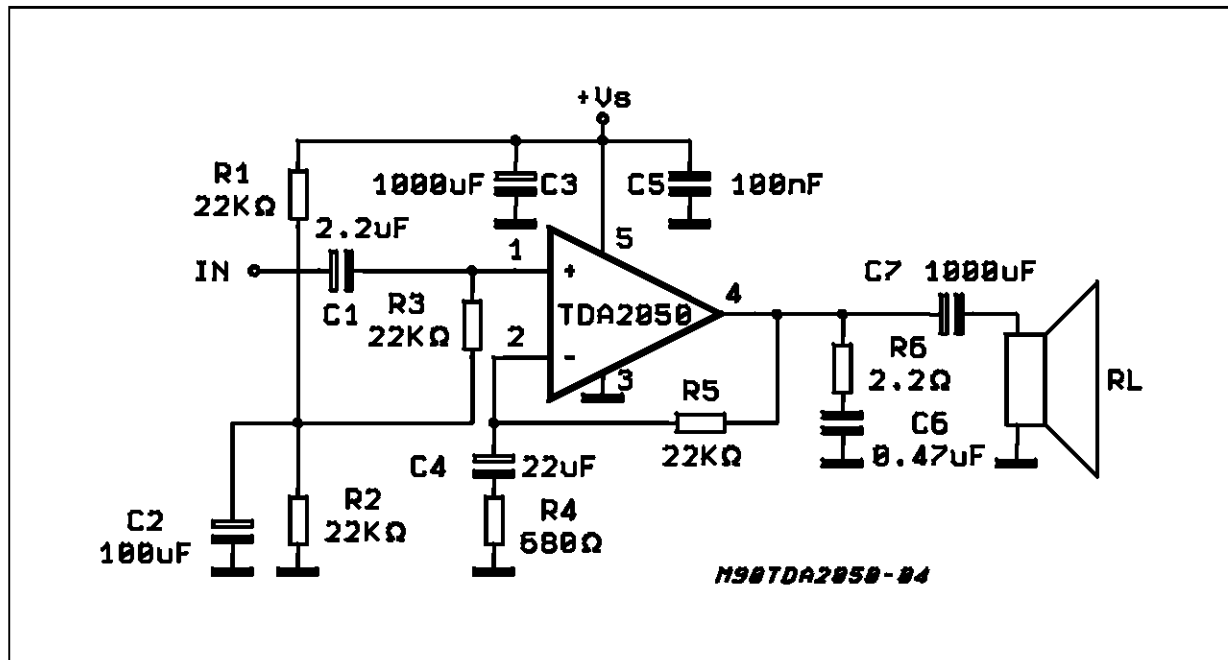 +Vs
R1
22KΩ
1000uF
C3
C5
100nF
2.2uF
IN
C1
R3
22KΩ
1
+
5
TDA2050
2
-
3
4
C7 1000uF
R5
22KΩ
R6
2.2Ω
C6
0.47uF
RL
C4
22uF
C2
100uF
R2
22KΩ
R4
680Ω
M90TDA2050-04